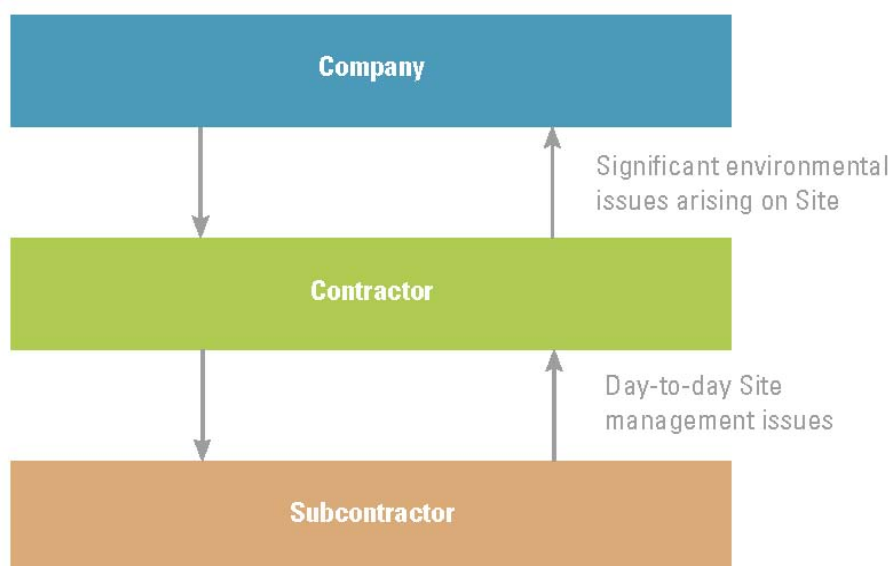 Company
Significant environmental
issues arising on Site
Contractor
Day-to-day Site
management issues
Subcontractor